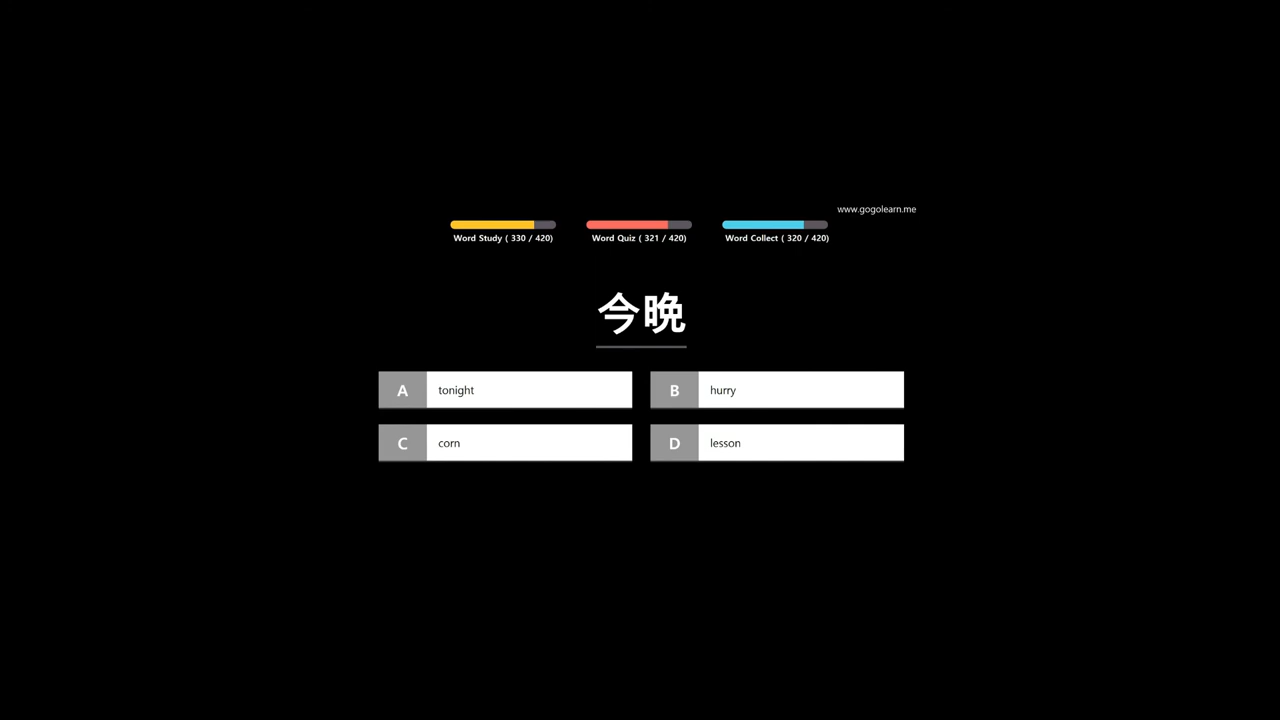 www.gogolearn.me
Word Study ( 330 / 420)
Word Quiz ( 321 / 420)
Word Collect ( 320 / 420)
今晩
A tonight
B hurry
C corn
D lesson